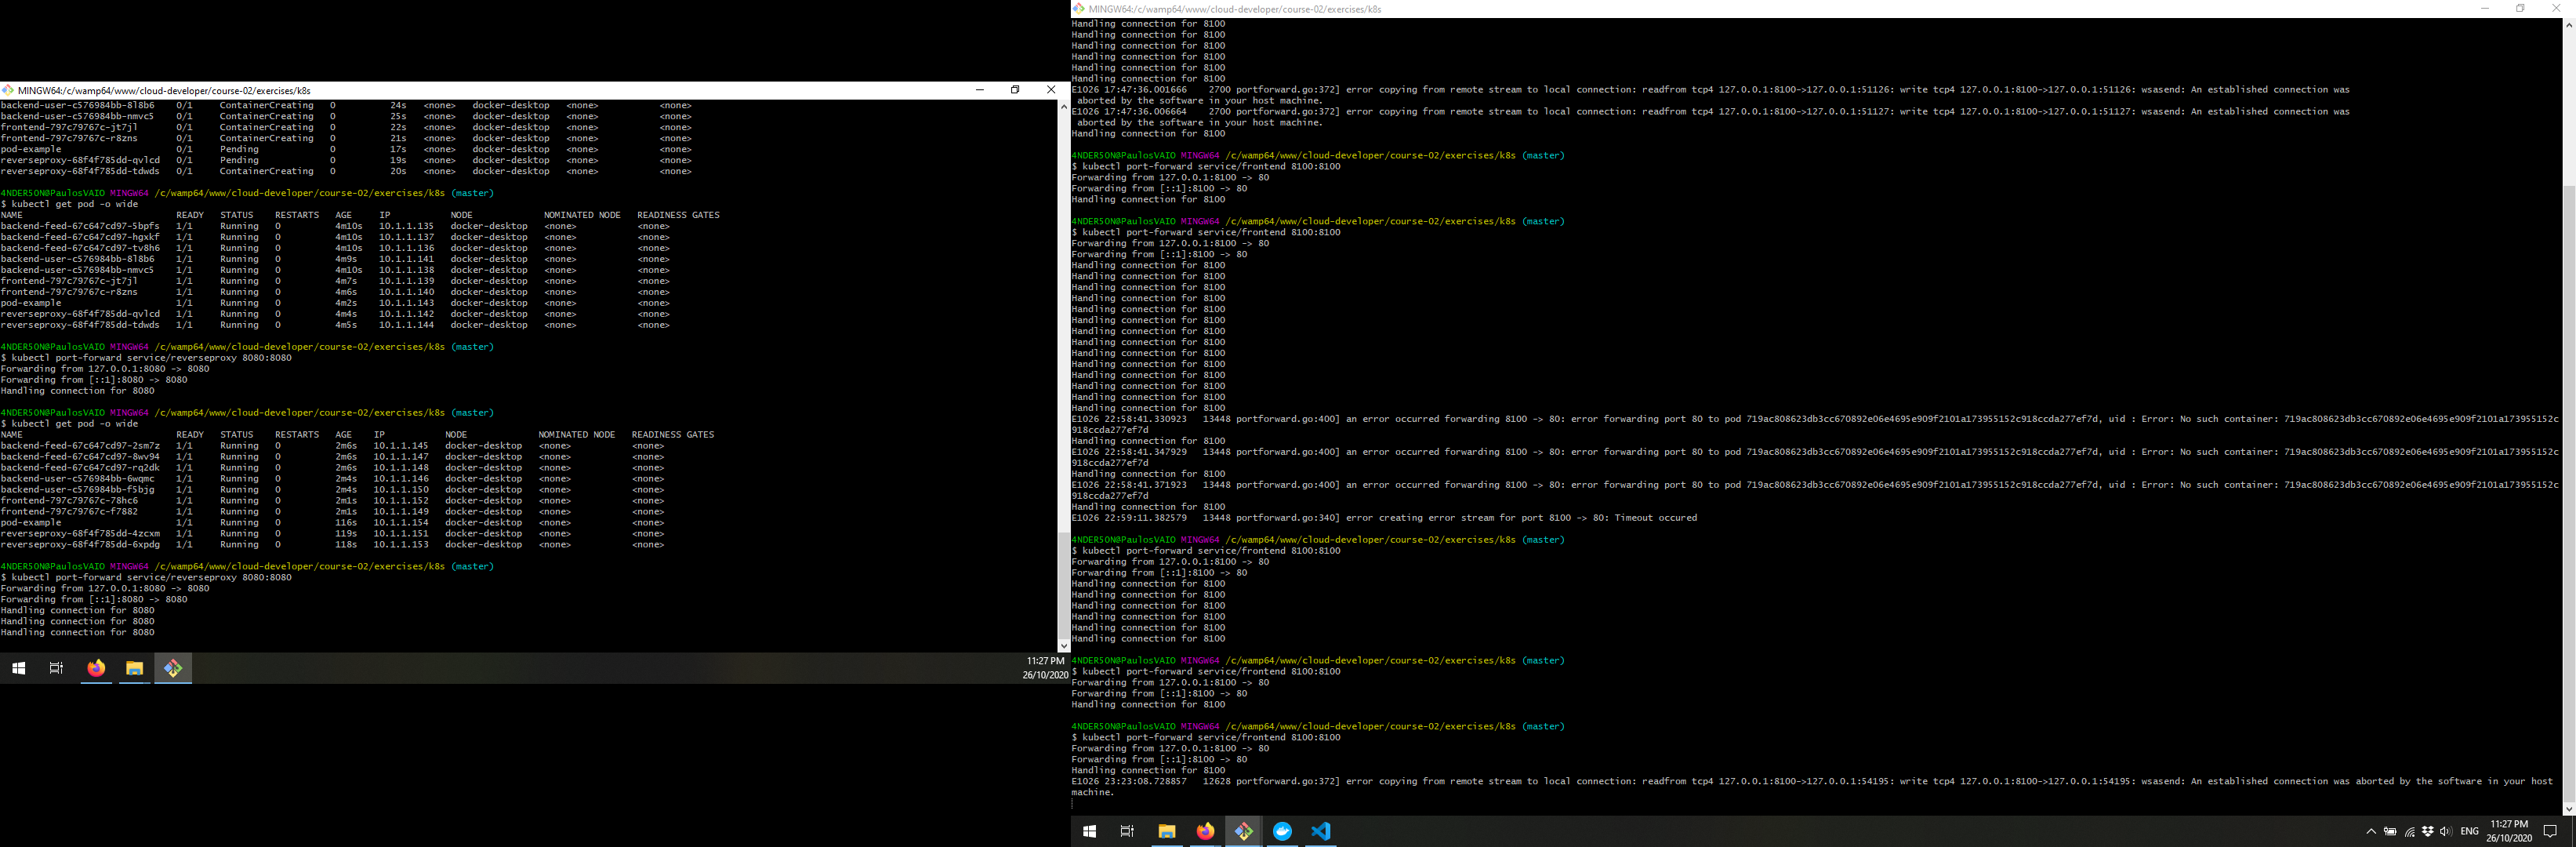 MINGW64:/c/wamp64/www/cloud-developer/course-02/exercises/k8s
backend-user-c576984bb-8l8b6 0/1 ContainerCreating 0 24s <none> docker-desktop <none> <none>
backend-user-c576984bb-nmvc5 0/1 ContainerCreating 0 25s <none> docker-desktop <none> <none>
frontend-797c79767c-jt7jl 0/1 ContainerCreating 0 22s <none> docker-desktop <none> <none>
frontend-797c79767c-r8zns 0/1 ContainerCreating 0 21s <none> docker-desktop <none> <none>
pod-example 0/1 Pending 0 17s <none> docker-desktop <none> <none>
reverseproxy-68f4f785dd-qvlcd 0/1 Pending 0 19s <none> docker-desktop <none> <none>
reverseproxy-68f4f785dd-tdwds 0/1 ContainerCreating 0 20s <none> docker-desktop <none> <none>
4NDER5ON@PaulosVAIO MINGW64 /c/wamp64/www/cloud-developer/course-02/exercises/k8s (master)
$ kubectl get pod -o wide
NAME READY STATUS RESTARTS AGE IP NODE NOMINATED NODE READINESS GATES
backend-feed-67c647cd97-5bpfs 1/1 Running 0 4m10s 10.1.1.135 docker-desktop <none> <none>
backend-feed-67c647cd97-hgxkf 1/1 Running 0 4m10s 10.1.1.137 docker-desktop <none> <none>
backend-feed-67c647cd97-tv8h6 1/1 Running 0 4m10s 10.1.1.136 docker-desktop <none> <none>
backend-user-c576984bb-8l8b6 1/1 Running 0 4m9s 10.1.1.141 docker-desktop <none> <none>
backend-user-c576984bb-nmvc5 1/1 Running 0 4m10s 10.1.1.138 docker-desktop <none> <none>
frontend-797c79767c-jt7jl 1/1 Running 0 4m7s 10.1.1.139 docker-desktop <none> <none>
frontend-797c79767c-r8zns 1/1 Running 0 4m6s 10.1.1.140 docker-desktop <none> <none>
pod-example 1/1 Running 0 4m2s 10.1.1.143 docker-desktop <none> <none>
reverseproxy-68f4f785dd-qvlcd 1/1 Running 0 4m4s 10.1.1.142 docker-desktop <none> <none>
reverseproxy-68f4f785dd-tdwds 1/1 Running 0 4m5s 10.1.1.144 docker-desktop <none> <none>
4NDER5ON@PaulosVAIO MINGW64 /c/wamp64/www/cloud-developer/course-02/exercises/k8s (master)
$ kubectl port-forward service/reverseproxy 8080:8080
Forwarding from 127.0.0.1:8080 -> 8080
Forwarding from [::1]:8080 -> 8080
Handling connection for 8080
4NDER5ON@PaulosVAIO MINGW64 /c/wamp64/www/cloud-developer/course-02/exercises/k8s (master)
$ kubectl get pod -o wide
NAME READY STATUS RESTARTS AGE IP NODE NOMINATED NODE READINESS GATES
backend-feed-67c647cd97-2sm7z 1/1 Running 0 2m6s 10.1.1.145 docker-desktop <none> <none>
backend-feed-67c647cd97-8wv94 1/1 Running 0 2m6s 10.1.1.147 docker-desktop <none> <none>
backend-feed-67c647cd97-rq2dk 1/1 Running 0 2m6s 10.1.1.148 docker-desktop <none> <none>
backend-user-c576984bb-6wqmc 1/1 Running 0 2m4s 10.1.1.146 docker-desktop <none> <none>
backend-user-c576984bb-f5bjg 1/1 Running 0 2m4s 10.1.1.150 docker-desktop <none> <none>
frontend-797c79767c-78hc6 1/1 Running 0 2m1s 10.1.1.152 docker-desktop <none> <none>
frontend-797c79767c-f7882 1/1 Running 0 2m1s 10.1.1.149 docker-desktop <none> <none>
pod-example 1/1 Running 0 116s 10.1.1.154 docker-desktop <none> <none>
reverseproxy-68f4f785dd-4zcxm 1/1 Running 0 119s 10.1.1.151 docker-desktop <none> <none>
reverseproxy-68f4f785dd-6xpdg 1/1 Running 0 118s 10.1.1.153 docker-desktop <none> <none>
4NDER5ON@PaulosVAIO MINGW64 /c/wamp64/www/cloud-developer/course-02/exercises/k8s (master)
$ kubectl port-forward service/reverseproxy 8080:8080
Forwarding from 127.0.0.1:8080 -> 8080
Forwarding from [::1]:8080 -> 8080
Handling connection for 8080
Handling connection for 8080
Handling connection for 8080
11:27 PM
26/10/2020
MINGW64:/c/wamp64/www/cloud-developer/course-02/exercises/k8s
Handling connection for 8100
Handling connection for 8100
Handling connection for 8100
Handling connection for 8100
Handling connection for 8100
Handling connection for 8100
E1026 17:47:36.001666 2700 portforward.go:372] error copying from remote stream to local connection: readfrom tcp4 127.0.0.1:8100->127.0.0.1:51126: write tcp4 127.0.0.1:8100->127.0.0.1:51126: wsasend: An established connection was
aborted by the software in your host machine.
E1026 17:47:36.006664 2700 portforward.go:372] error copying from remote stream to local connection: readfrom tcp4 127.0.0.1:8100->127.0.0.1:51127: write tcp4 127.0.0.1:8100->127.0.0.1:51127: wsasend: An established connection was
aborted by the software in your host machine.
Handling connection for 8100
4NDER5ON@PaulosVAIO MINGW64 /c/wamp64/www/cloud-developer/course-02/exercises/k8s (master)
$ kubectl port-forward service/frontend 8100:8100
Forwarding from 127.0.0.1:8100 -> 80
Forwarding from [::1]:8100 -> 80
Handling connection for 8100
4NDER5ON@PaulosVAIO MINGW64 /c/wamp64/www/cloud-developer/course-02/exercises/k8s (master)
$ kubectl port-forward service/frontend 8100:8100
Forwarding from 127.0.0.1:8100 -> 80
Forwarding from [::1]:8100 -> 80
Handling connection for 8100
Handling connection for 8100
Handling connection for 8100
Handling connection for 8100
Handling connection for 8100
Handling connection for 8100
Handling connection for 8100
Handling connection for 8100
Handling connection for 8100
Handling connection for 8100
Handling connection for 8100
Handling connection for 8100
Handling connection for 8100
Handling connection for 8100
E1026 22:58:41.330923 13448 portforward.go:400] an error occurred forwarding 8100 -> 80: error forwarding port 80 to pod 719ac808623db3cc670892e06e4695e909f2101a173955152c918ccda277ef7d, uid : Error: No such container: 719ac808623db3cc670892e06e4695e909f2101a173955152c
918ccda277ef7d
Handling connection for 8100
E1026 22:58:41.347929 13448 portforward.go:400] an error occurred forwarding 8100 -> 80: error forwarding port 80 to pod 719ac808623db3cc670892e06e4695e909f2101a173955152c918ccda277ef7d, uid : Error: No such container: 719ac808623db3cc670892e06e4695e909f2101a173955152c
918ccda277ef7d
Handling connection for 8100
E1026 22:58:41.371923 13448 portforward.go:400] an error occurred forwarding 8100 -> 80: error forwarding port 80 to pod 719ac808623db3cc670892e06e4695e909f2101a173955152c918ccda277ef7d, uid : Error: No such container: 719ac808623db3cc670892e06e4695e909f2101a173955152c
918ccda277ef7d
Handling connection for 8100
E1026 22:59:11.382579 13448 portforward.go:340] error creating error stream for port 8100 -> 80: Timeout occured
4NDER5ON@PaulosVAIO MINGW64 /c/wamp64/www/cloud-developer/course-02/exercises/k8s (master)
$ kubectl port-forward service/frontend 8100:8100
Forwarding from 127.0.0.1:8100 -> 80
Forwarding from [::1]:8100 -> 80
Handling connection for 8100
Handling connection for 8100
Handling connection for 8100
Handling connection for 8100
Handling connection for 8100
Handling connection for 8100
4NDER5ON@PaulosVAIO MINGW64 /c/wamp64/www/cloud-developer/course-02/exercises/k8s (master)
$ kubectl port-forward service/frontend 8100:8100
Forwarding from 127.0.0.1:8100 -> 80
Forwarding from [::1]:8100 -> 80
Handling connection for 8100
4NDER5ON@PaulosVAIO MINGW64 /c/wamp64/www/cloud-developer/course-02/exercises/k8s (master)
$ kubectl port-forward service/frontend 8100:8100
Forwarding from 127.0.0.1:8100 -> 80
Forwarding from [::1]:8100 -> 80
Handling connection for 8100
E1026 23:23:08.728857 12628 portforward.go:372] error copying from remote stream to local connection: readfrom tcp4 127.0.0.1:8100->127.0.0.1:54195: write tcp4 127.0.0.1:8100->127.0.0.1:54195: wsasend: An established connection was aborted by the software in your host
machine.
ENG
11:27 PM
26/10/2020